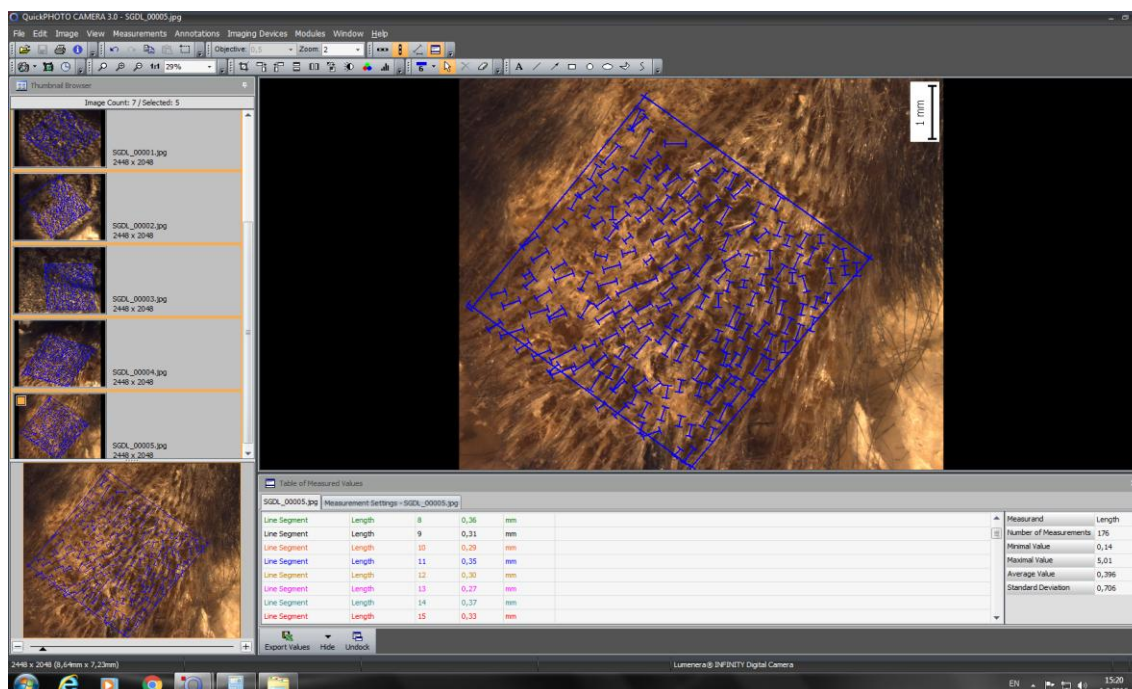 QuickPHOTO CAMERA 3.0 - SGDL_00005.jpg
File Edit Image View Measurements Annotations Imaging Devices Modules Window Help
Objective: 0,5 Zoom: 2
1:1 29% A
Thumbnail Browser
Image Count: 7 / Selected: 5
SGDL_00001.jpg
2448 x 2048
SGDL_00002.jpg
2448 x 2048
SGDL_00003.jpg
2448 x 2048
SGDL_00004.jpg
2448 x 2048
SGDL_00005.jpg
2448 x 2048
1 mm
Table of Measured Values
SGDL_00005.jpg Measurement Settings - SGDL_00005.jpg
Line Segment Length 8 0,36 mm
Line Segment Length 9 0,31 mm
Line Segment Length 10 0,29 mm
Line Segment Length 11 0,35 mm
Line Segment Length 12 0,30 mm
Line Segment Length 13 0,27 mm
Line Segment Length 14 0,37 mm
Line Segment Length 15 0,33 mm
Measurand Length
Number of Measurements 176
Minimal Value 0,14
Maximal Value 5,01
Average Value 0,396
Standard Deviation 0,706
Export Values Hide Undock
2448 x 2048 (8,64mm x 7,23mm) Lumenera® INFINITY Digital Camera
EN 15:20